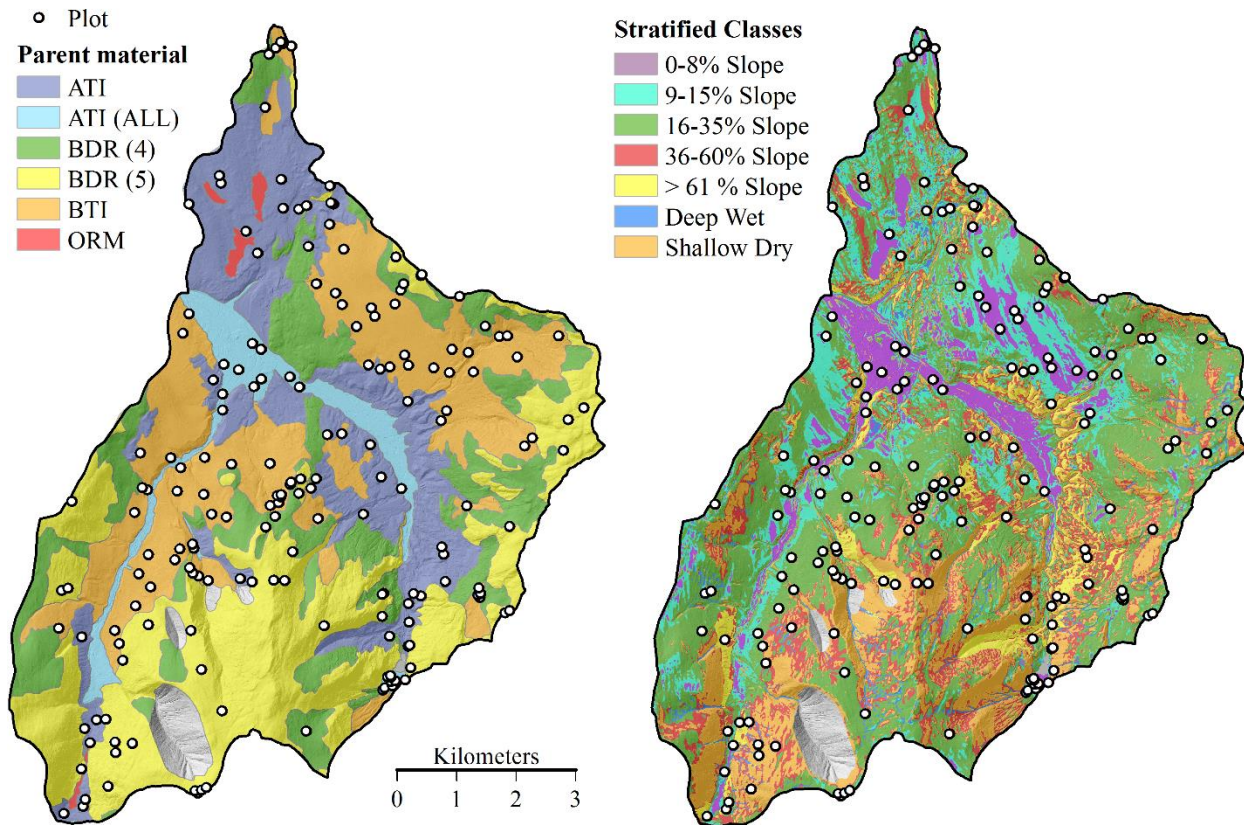 Plot
Parent material
ATI
ATI (ALL)
BDR (4)
BDR (5)
BTI
ORM
Stratified Classes
0-8% Slope
9-15% Slope
16-35% Slope
36-60% Slope
> 61 % Slope
Deep Wet
Shallow Dry
Kilometers
0 1 2 3